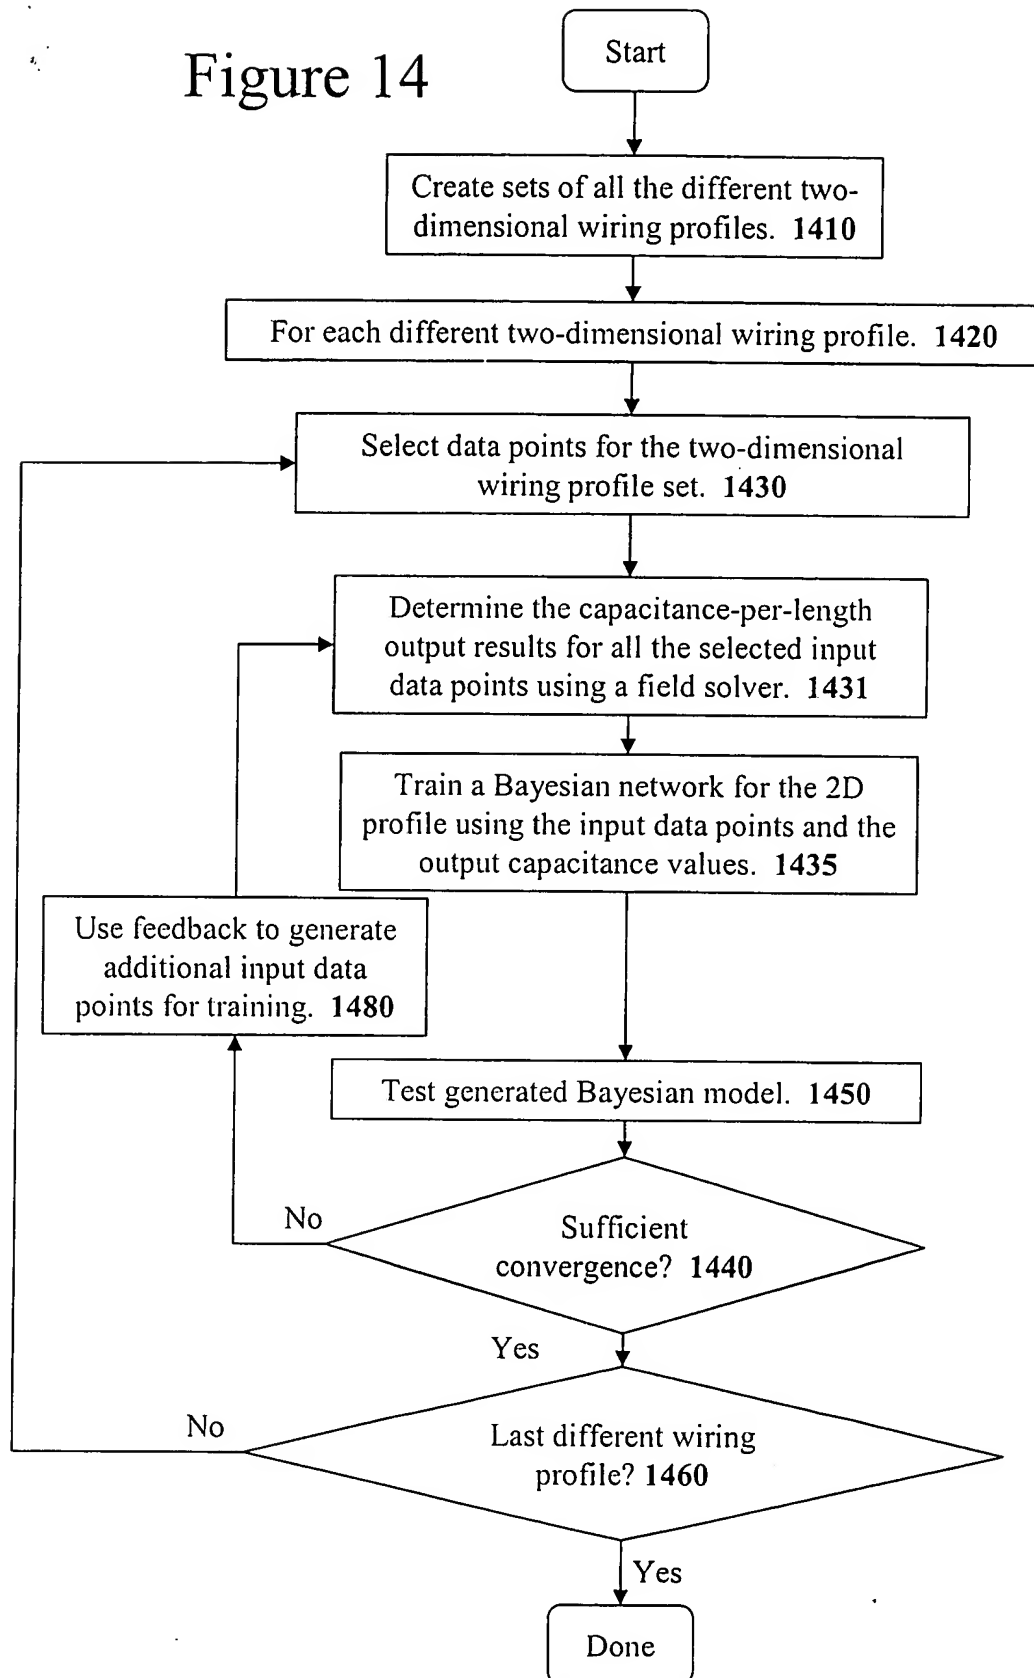 Figure 14
Start
Create sets of all the different two-
dimensional wiring profiles. 1410
For each different two-dimensional wiring profile. 1420
Select data points for the two-dimensional
wiring profile set. 1430
Determine the capacitance-per-length
output results for all the selected input
data points using a field solver. 1431
Train a Bayesian network for the 2D
profile using the input data points and the
output capacitance values. 1435
Use feedback to generate
additional input data
points for training. 1480
Test generated Bayesian model. 1450
No
Sufficient
convergence? 1440
Yes
No
Last different wiring
profile? 1460
Yes
Done